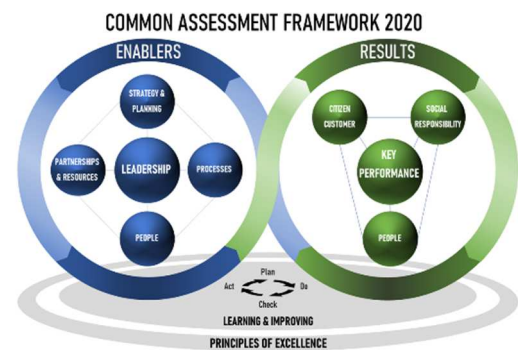 COMMON ASSESSMENT FRAMEWORK 2020
ENABLERS
RESULTS
STRATEGY &
PLANNING
PARTNERSHIPS
& RESOURCES
LEADERSHIP
PROCESSES
PEOPLE
CITIZEN
CUSTOMER
SOCIAL
RESPONSIBILITY
KEY
PERFORMANCE
PEOPLE
Plan
Act
Do
Check
LEARNING & IMPROVING
PRINCIPLES OF EXCELLENCE